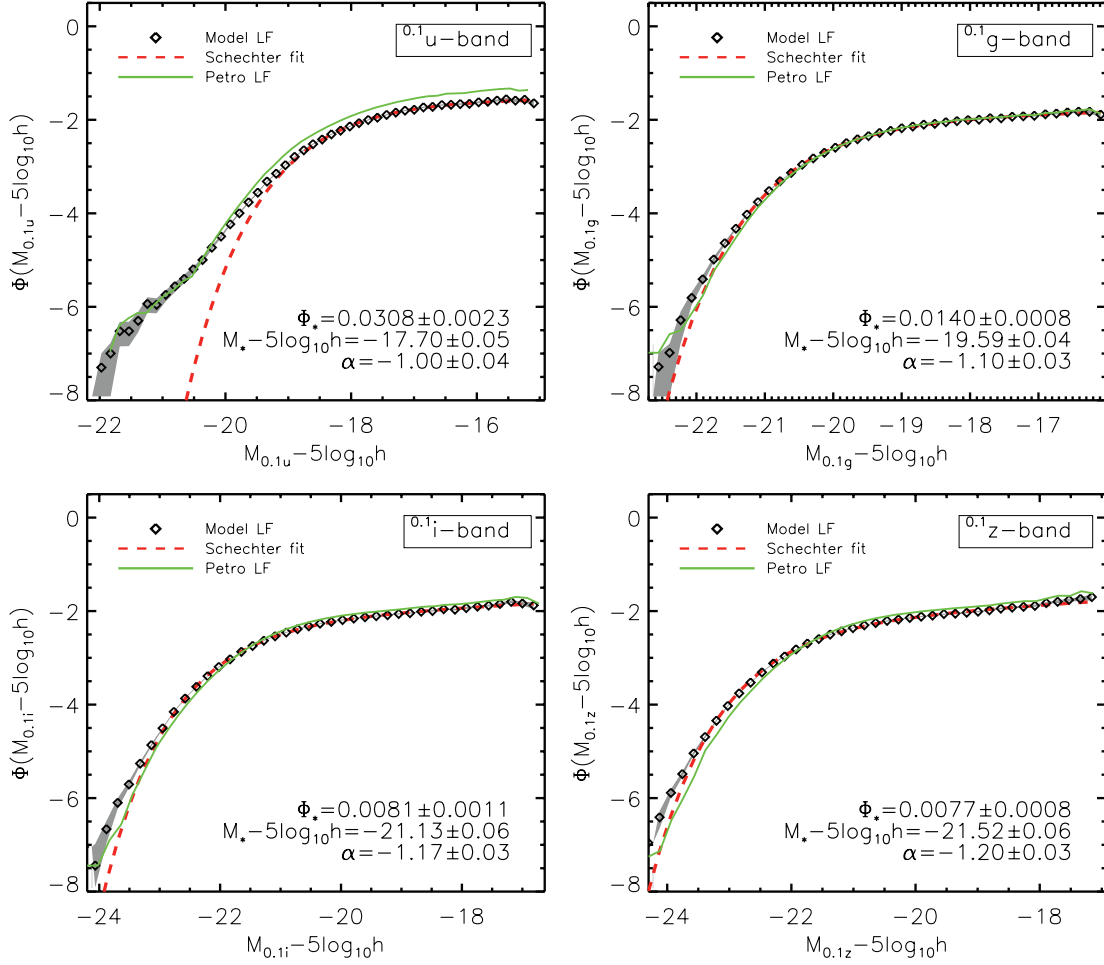 0.1u-band
Model LF
Schechter fit
Petro LF
Φ(M0.1u−5log10h)
0
−2
−4
−6
−8
Φ*=0.0308±0.0023
M*−5log10h=−17.70±0.05
α=−1.00±0.04
−22 −20 −18 −16
M0.1u−5log10h
0.1g-band
Model LF
Schechter fit
Petro LF
Φ(M0.1g−5log10h)
0
−2
−4
−6
−8
Φ*=0.0140±0.0008
M*−5log10h=−19.59±0.04
α=−1.10±0.03
−22 −21 −20 −19 −18 −17
M0.1g−5log10h
0.1i-band
Model LF
Schechter fit
Petro LF
Φ(M0.1i−5log10h)
0
−2
−4
−6
−8
Φ*=0.0081±0.0011
M*−5log10h=−21.13±0.06
α=−1.17±0.03
−24 −22 −20 −18
M0.1i−5log10h
0.1z-band
Model LF
Schechter fit
Petro LF
Φ(M0.1z−5log10h)
0
−2
−4
−6
−8
Φ*=0.0077±0.0008
M*−5log10h=−21.52±0.06
α=−1.20±0.03
−24 −22 −20 −18
M0.1z−5log10h